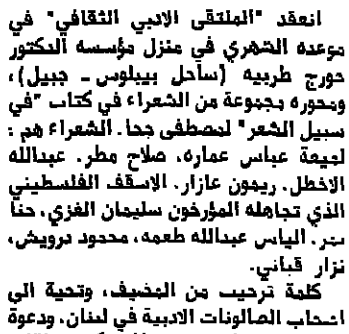 انعقد "الملتقى الادبي الثقافي" في
موعده الشهري في منزل مؤسسه الدكتور
جورج طربيه (ساحل بيبلوس ـ جبيل)،
ومحوره مجموعة من الشعراء في كتاب "في
سبيل الشعر" لمصطفى جحا. الشعراء هم:
لميعة عباس عماره، صلاح مطر. عبدالله
الاخطل. ريمون عازار. الاسقف الفلسطيني
الذي تجاهله المؤرخون سليمان الغزي، حنا
الياس عبدالله طعمه، محمود درويش،
نزار قباني.
كلمة ترحيب من المضيف، وتحية الى
اصحاب الصالونات الادبية في لبنان، ودعوة